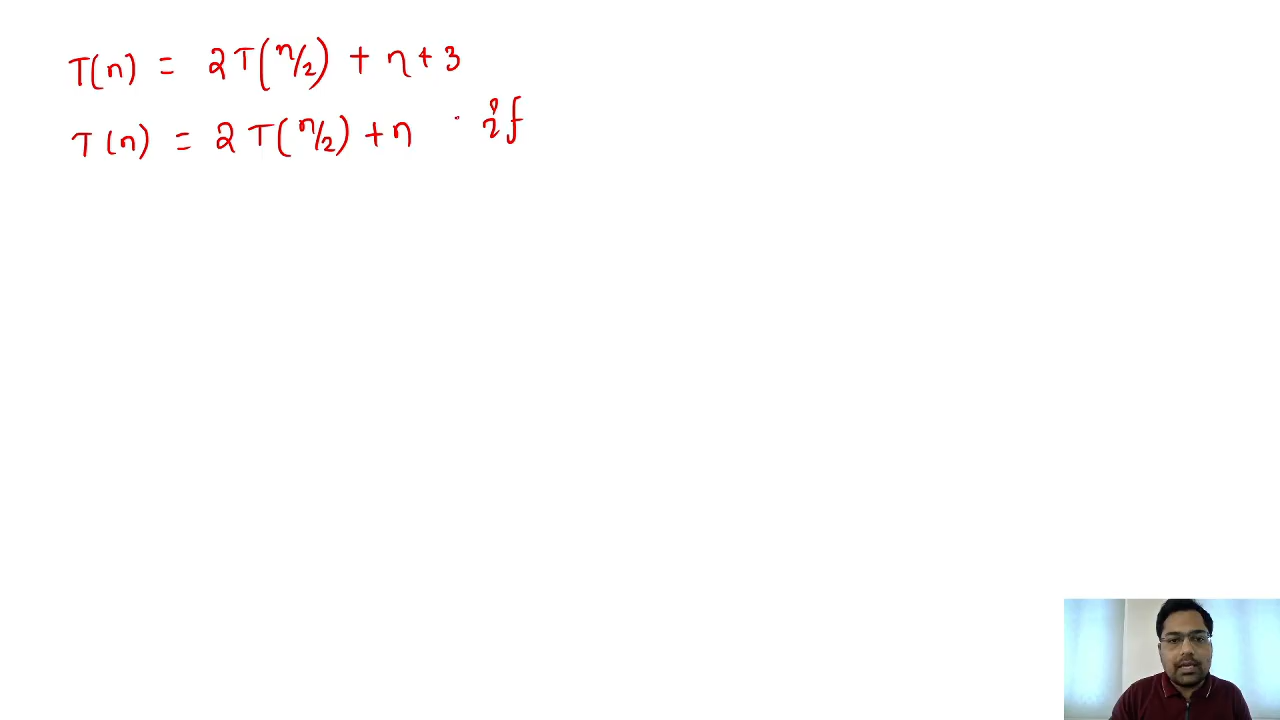 T(n) = 2T(n/2) + n + 3
T(n) = 2T(n/2) + n if